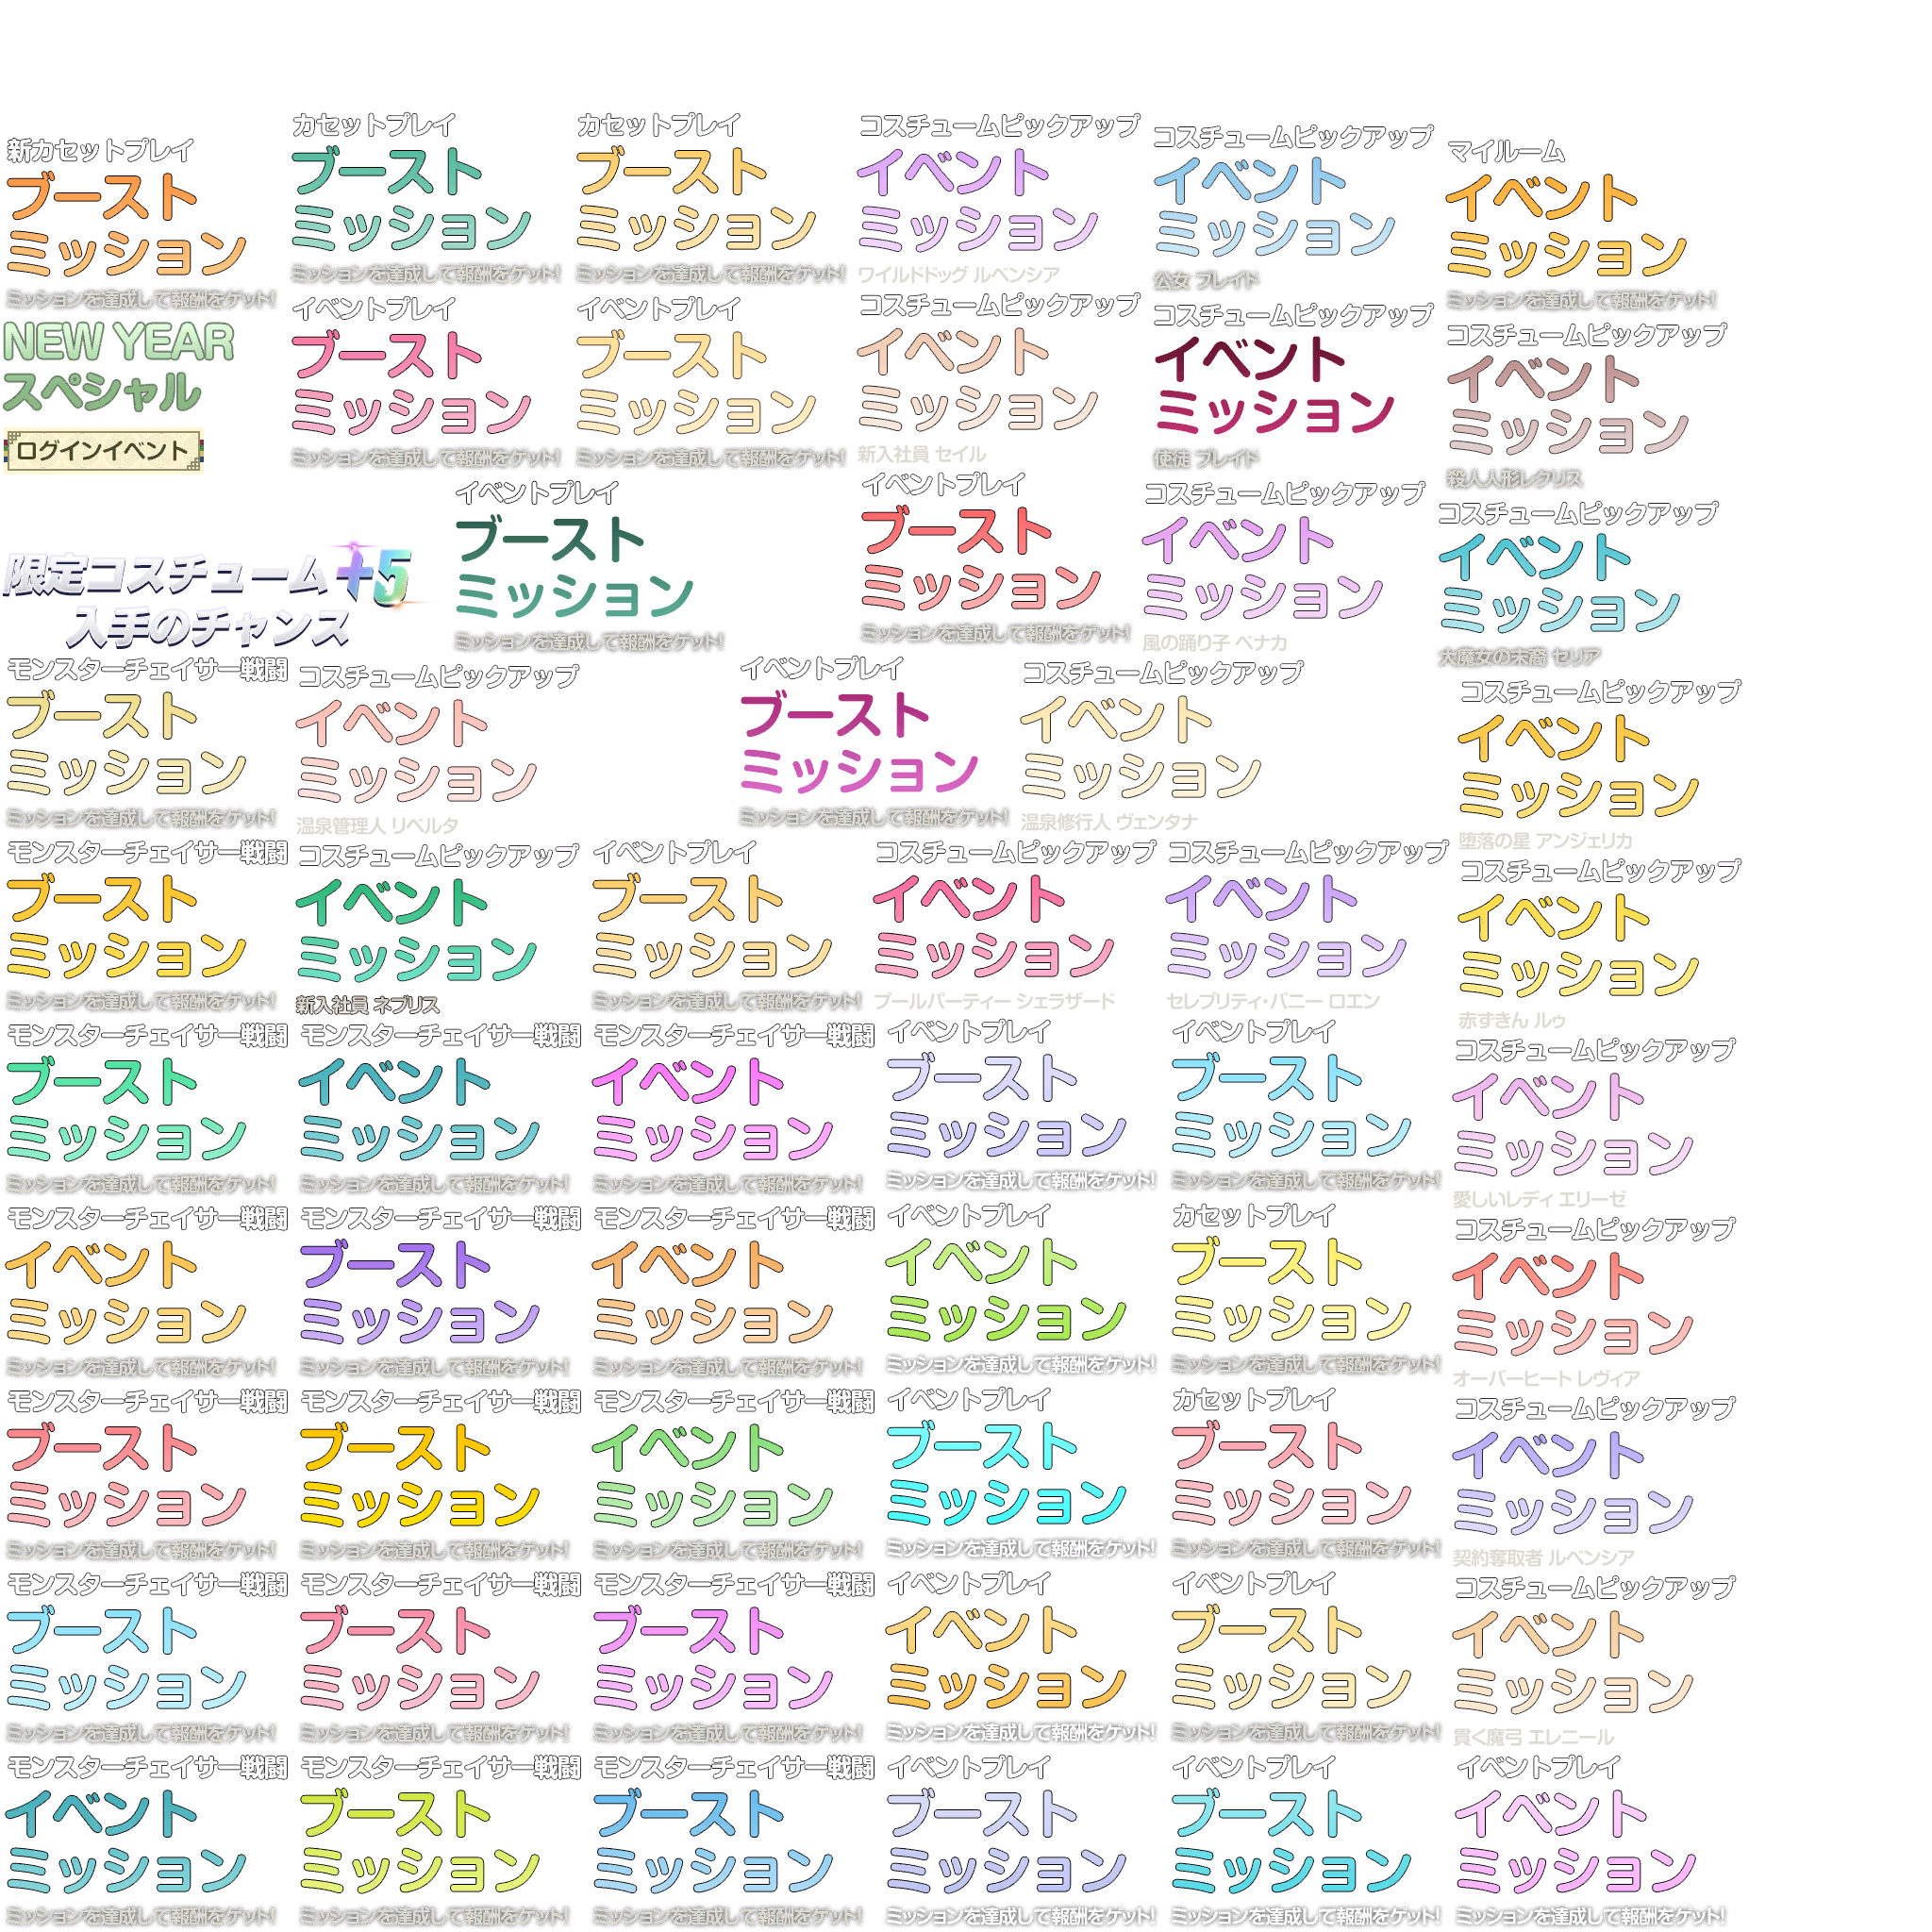 新カセットプレイ
ブースト
ミッション
ミッションを達成して報酬をゲット!
カセットプレイ
ブースト
ミッション
ミッションを達成して報酬をゲット!
カセットプレイ
ブースト
ミッション
ミッションを達成して報酬をゲット!
コスチュームピックアップ
イベント
ミッション
ワイルドドッグ ルベンシア
コスチュームピックアップ
イベント
ミッション
公女 ブレイド
マイルーム
イベント
ミッション
ミッションを達成して報酬をゲット!
NEW YEAR
スペシャル
ログインイベント
イベントプレイ
ブースト
ミッション
ミッションを達成して報酬をゲット!
イベントプレイ
ブースト
ミッション
ミッションを達成して報酬をゲット!
コスチュームピックアップ
イベント
ミッション
新入社員 セイル
コスチュームピックアップ
イベント
ミッション
使徒 ブレイド
コスチュームピックアップ
イベント
ミッション
殺人人形レクリス
限定コスチューム+5
入手のチャンス
イベントプレイ
ブースト
ミッション
ミッションを達成して報酬をゲット!
イベントプレイ
ブースト
ミッション
ミッションを達成して報酬をゲット!
コスチュームピックアップ
イベント
ミッション
風の踊り子 ベナカ
コスチュームピックアップ
イベント
ミッション
大魔女の末裔 セリア
モンスターチェイサー戦闘
ブースト
ミッション
ミッションを達成して報酬をゲット!
コスチュームピックアップ
イベント
ミッション
温泉管理人 リベルタ
イベントプレイ
ブースト
ミッション
ミッションを達成して報酬をゲット!
コスチュームピックアップ
イベント
ミッション
温泉修行人 ヴェンタナ
コスチュームピックアップ
イベント
ミッション
堕落の星 アンジェリカ
モンスターチェイサー戦闘
ブースト
ミッション
ミッションを達成して報酬をゲット!
コスチュームピックアップ
イベント
ミッション
新入社員 ネブリス
イベントプレイ
ブースト
ミッション
ミッションを達成して報酬をゲット!
コスチュームピックアップ
イベント
ミッション
プールパーティー シェラザード
コスチュームピックアップ
イベント
ミッション
セレブリティ・バニー ロエン
コスチュームピックアップ
イベント
ミッション
赤ずきん ルゥ
モンスターチェイサー戦闘
ブースト
ミッション
ミッションを達成して報酬をゲット!
モンスターチェイサー戦闘
イベント
ミッション
ミッションを達成して報酬をゲット!
モンスターチェイサー戦闘
イベント
ミッション
ミッションを達成して報酬をゲット!
イベントプレイ
ブースト
ミッション
ミッションを達成して報酬をゲット!
イベントプレイ
ブースト
ミッション
ミッションを達成して報酬をゲット!
コスチュームピックアップ
イベント
ミッション
愛しいレディ エリーゼ
モンスターチェイサー戦闘
イベント
ミッション
ミッションを達成して報酬をゲット!
モンスターチェイサー戦闘
ブースト
ミッション
ミッションを達成して報酬をゲット!
モンスターチェイサー戦闘
イベント
ミッション
ミッションを達成して報酬をゲット!
イベントプレイ
イベント
ミッション
ミッションを達成して報酬をゲット!
カセットプレイ
ブースト
ミッション
ミッションを達成して報酬をゲット!
コスチュームピックアップ
イベント
ミッション
オーバーヒート レヴィア
モンスターチェイサー戦闘
ブースト
ミッション
ミッションを達成して報酬をゲット!
モンスターチェイサー戦闘
ブースト
ミッション
ミッションを達成して報酬をゲット!
モンスターチェイサー戦闘
イベント
ミッション
ミッションを達成して報酬をゲット!
イベントプレイ
ブースト
ミッション
ミッションを達成して報酬をゲット!
カセットプレイ
ブースト
ミッション
ミッションを達成して報酬をゲット!
コスチュームピックアップ
イベント
ミッション
契約奪取者 ルベンシア
モンスターチェイサー戦闘
ブースト
ミッション
ミッションを達成して報酬をゲット!
モンスターチェイサー戦闘
ブースト
ミッション
ミッションを達成して報酬をゲット!
モンスターチェイサー戦闘
ブースト
ミッション
ミッションを達成して報酬をゲット!
イベントプレイ
イベント
ミッション
ミッションを達成して報酬をゲット!
イベントプレイ
ブースト
ミッション
ミッションを達成して報酬をゲット!
コスチュームピックアップ
イベント
ミッション
貫く魔弓 エレニール
モンスターチェイサー戦闘
イベント
ミッション
ミッションを達成して報酬をゲット!
モンスターチェイサー戦闘
ブースト
ミッション
ミッションを達成して報酬をゲット!
モンスターチェイサー戦闘
ブースト
ミッション
ミッションを達成して報酬をゲット!
イベントプレイ
ブースト
ミッション
ミッションを達成して報酬をゲット!
イベントプレイ
ブースト
ミッション
ミッションを達成して報酬をゲット!
イベントプレイ
イベント
ミッション
ミッションを達成して報酬をゲット!